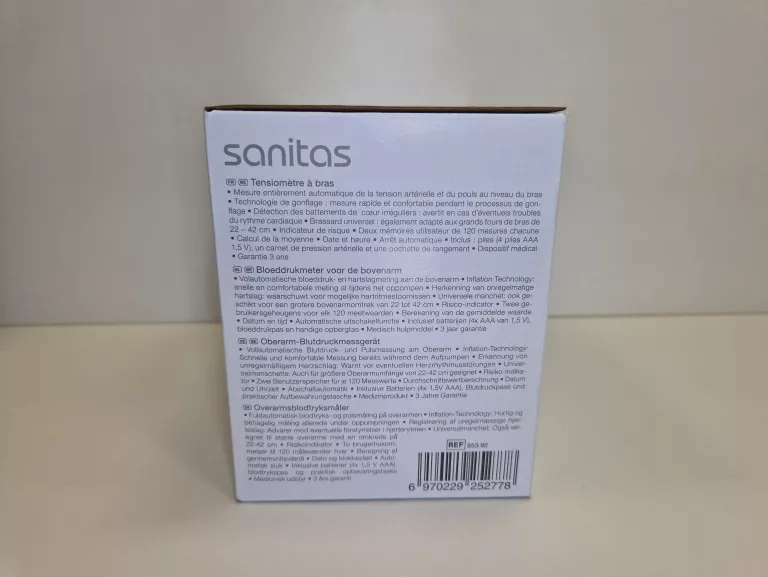 sanitas
FR BE Tensiomètre à bras
• Mesure entièrement automatique de la tension artérielle et du pouls au niveau du bras
• Technologie de gonflage : mesure rapide et confortable pendant le processus de gon-
flage • Détection des battements de cœur irréguliers : avertit en cas d'éventuels troubles
du rythme cardiaque • Brassard universel : également adapté aux grands tours de bras de
22 – 42 cm • Indicateur de risque • Deux mémoires utilisateur de 120 mesures chacune
• Calcul de la moyenne • Date et heure • Arrêt automatique • Inclus : piles (4 piles AAA
1,5 V), un carnet de pression artérielle et une pochette de rangement • Dispositif médical
• Garantie 3 ans
NL BE Bloeddrukmeter voor de bovenarm
• Volautomatische bloeddruk- en hartslagmeting aan de bovenarm • Inflation Technology:
snelle en comfortabele meting al tijdens het oppompen • Herkenning van onregelmatige
hartslag: waarschuwt voor mogelijke hartritmestoornissen • Universele manchet: ook ge-
schikt voor een grotere bovenarmomtrek van 22 tot 42 cm • Risico-indicator • Twee ge-
bruikersgeheugens voor elk 120 meetwaarden • Berekening van de gemiddelde waarde
• Datum en tijd • Automatische uitschakelfunctie • Inclusief batterijen (4x AAA van 1,5 V),
bloeddrukpas en handige opbergtas • Medisch hulpmiddel • 3 jaar garantie
DE BE Oberarm-Blutdruckmessgerät
• Vollautomatische Blutdruck- und Pulsmessung am Oberarm • Inflation-Technology:
Schnelle und komfortable Messung bereits während dem Aufpumpen • Erkennung von
unregelmäßigem Herzschlag: Warnt vor eventuellen Herzrhythmusstörungen • Univer-
salmanschette: Auch für größere Oberarmumfänge von 22-42 cm geeignet • Risiko-Indika-
tor • Zwei Benutzerspeicher für je 120 Messwerte • Durchschnittswertberechnung • Datum
und Uhrzeit • Abschaltautomatik • Inklusive Batterien (4x 1,5V AAA), Blutdruckpass und
praktischer Aufbewahrungstasche • Medizinprodukt • 3 Jahre Garantie
DK Overarmsblodtryksmåler
• Fuldautomatisk blodtryks- og pulsmåling på overarmen • Inflation-Technology: Hurtig og
behagelig måling allerede under oppumpningen • Registrering af uregelmæssige hjer-
teslag: Advarer mod eventuelle forstyrrelser i hjerterytmen • Universalmanchet: Også vel-
egnet til større overarme med en omkreds på
22-42 cm • Risikoindikator • To brugerhukom-
melser til 120 måleværdier hver • Beregning af
gennemsnitsværdi • Dato og klokkeslæt • Auto-
matisk sluk • Inklusive batterier (4x 1,5 V AAA),
blodtrykspas og praktisk opbevaringstaske
• Medicinsk udstyr • 3 års garanti
REF 653.92
6 970229 252778